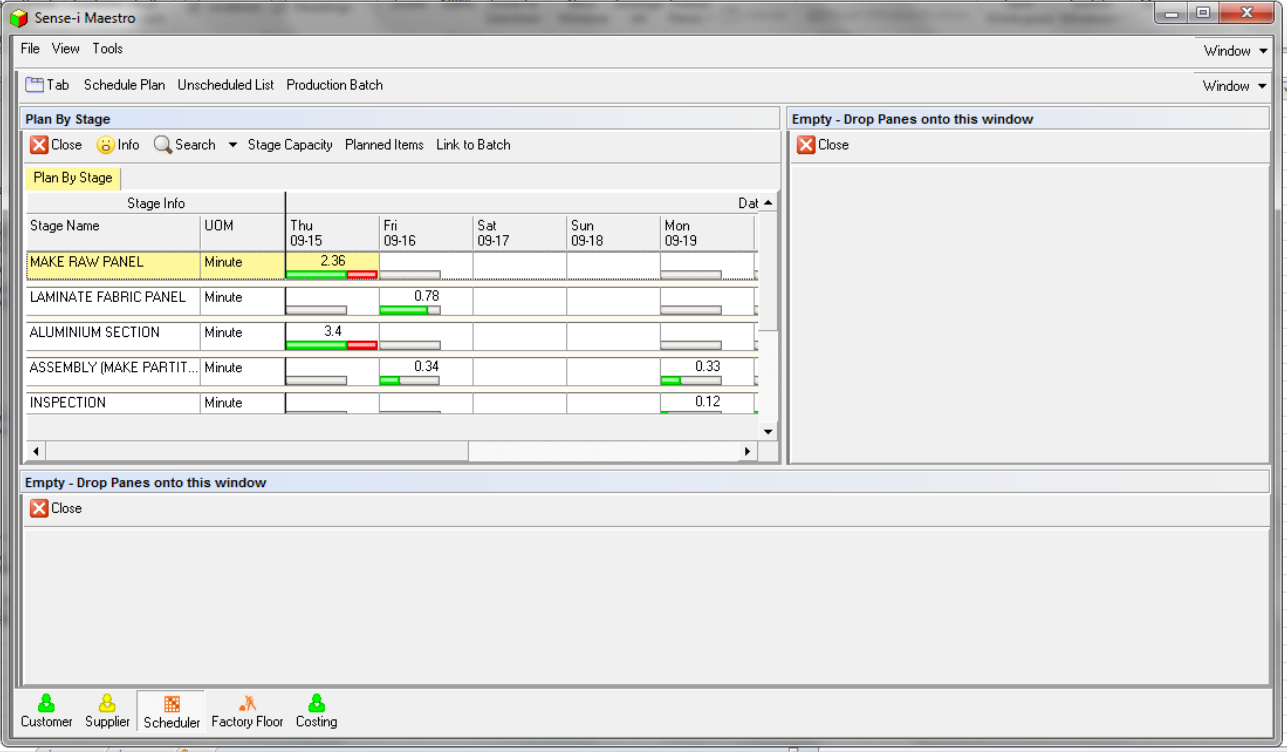 Sense-i Maestro
File View Tools Window
Tab Schedule Plan Unscheduled List Production Batch Window
Plan By Stage
Close Info Search Stage Capacity Planned Items Link to Batch
Plan By Stage
Stage Info Dat
Stage Name UOM Thu 09-15 Fri 09-16 Sat 09-17 Sun 09-18 Mon 09-19
MAKE RAW PANEL Minute 2.36
LAMINATE FABRIC PANEL Minute 0.78
ALUMINIUM SECTION Minute 3.4
ASSEMBLY (MAKE PARTIT... Minute 0.34 0.33
INSPECTION Minute 0.12
Empty - Drop Panes onto this window
Close
Empty - Drop Panes onto this window
Close
Customer Supplier Scheduler Factory Floor Costing